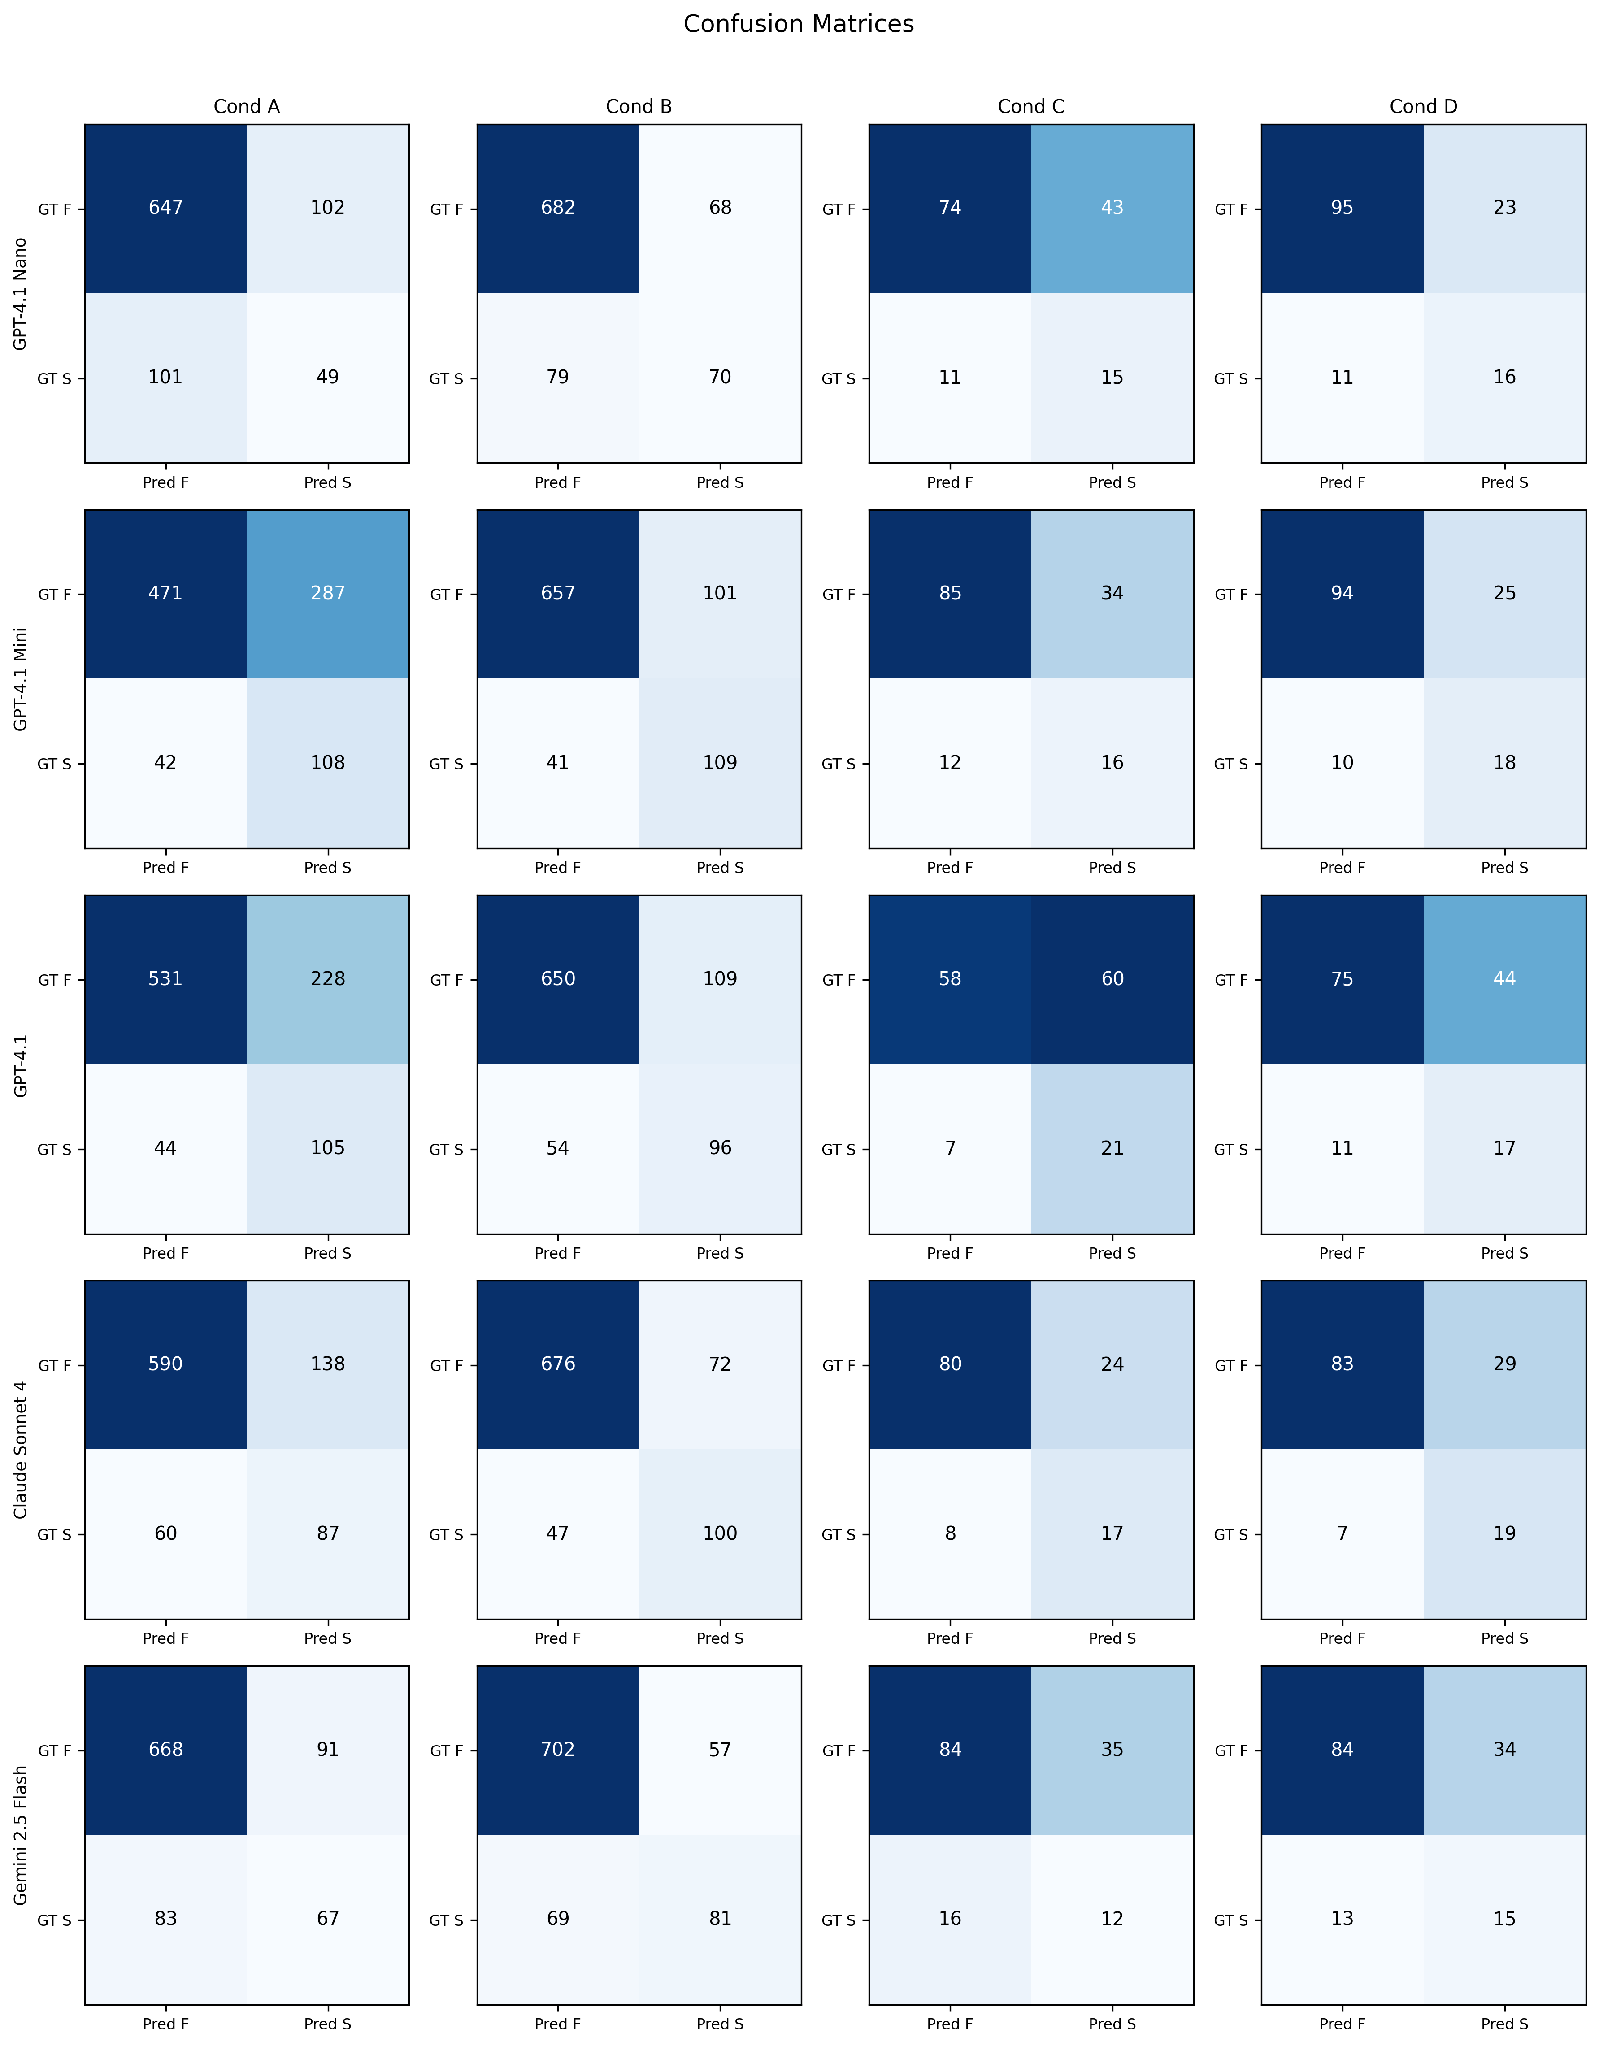 Confusion Matrices
Cond A Cond B Cond C Cond D
GPT-4.1 Nano
GT F 647 102 GT F 682 68 GT F 74 43 GT F 95 23
GT S 101 49 GT S 79 70 GT S 11 15 GT S 11 16
Pred F Pred S Pred F Pred S Pred F Pred S Pred F Pred S
GPT-4.1 Mini
GT F 471 287 GT F 657 101 GT F 85 34 GT F 94 25
GT S 42 108 GT S 41 109 GT S 12 16 GT S 10 18
Pred F Pred S Pred F Pred S Pred F Pred S Pred F Pred S
GPT-4.1
GT F 531 228 GT F 650 109 GT F 58 60 GT F 75 44
GT S 44 105 GT S 54 96 GT S 7 21 GT S 11 17
Pred F Pred S Pred F Pred S Pred F Pred S Pred F Pred S
Claude Sonnet 4
GT F 590 138 GT F 676 72 GT F 80 24 GT F 83 29
GT S 60 87 GT S 47 100 GT S 8 17 GT S 7 19
Pred F Pred S Pred F Pred S Pred F Pred S Pred F Pred S
Gemini 2.5 Flash
GT F 668 91 GT F 702 57 GT F 84 35 GT F 84 34
GT S 83 67 GT S 69 81 GT S 16 12 GT S 13 15
Pred F Pred S Pred F Pred S Pred F Pred S Pred F Pred S